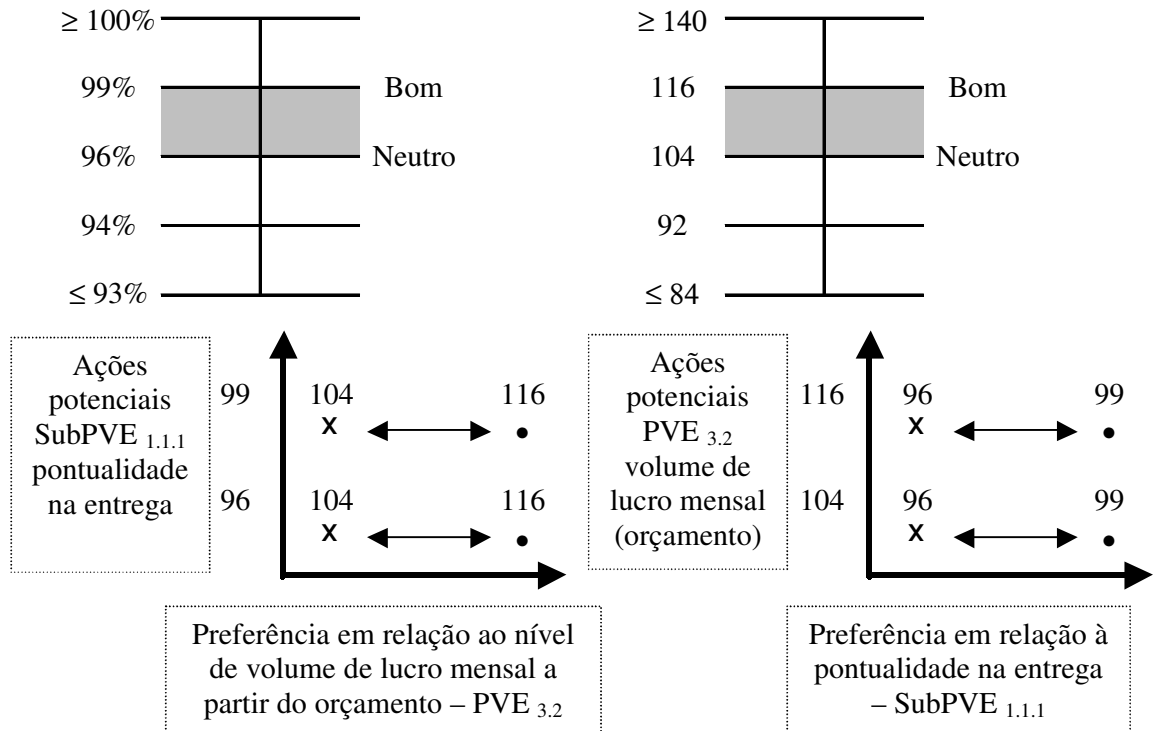 ≥ 100%
99% Bom
96% Neutro
94%
≤ 93%
≥ 140
116 Bom
104 Neutro
92
≤ 84
Ações
potenciais
SubPVE 1.1.1
pontualidade
na entrega
99 104 116
x •
96 104 116
x •
Preferência em relação ao nível
de volume de lucro mensal a
partir do orçamento – PVE 3.2
Ações
potenciais
PVE 3.2
volume de
lucro mensal
(orçamento)
116 96 99
x •
104 96 99
x •
Preferência em relação à
pontualidade na entrega
– SubPVE 1.1.1